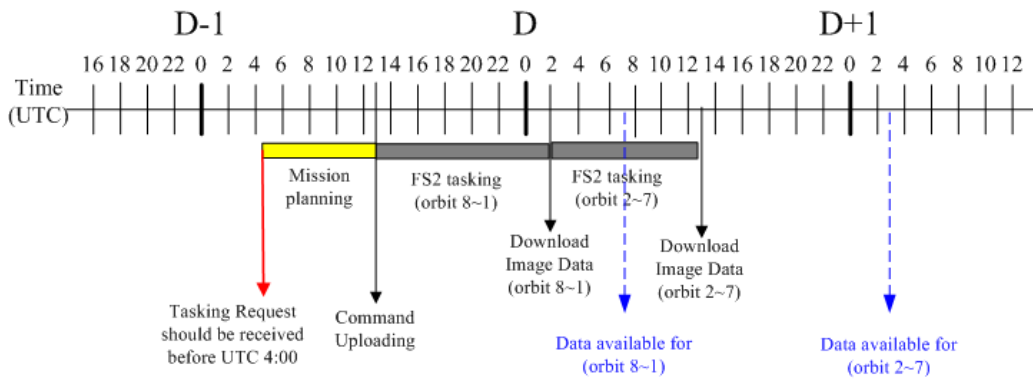 D-1 D D+1
16 18 20 22 0 2 4 6 8 10 12 14 16 18 20 22 0 2 4 6 8 10 12 14 16 18 20 22 0 2 4 6 8 10 12
Time
(UTC)
Mission
planning
FS2 tasking
(orbit 8~1)
FS2 tasking
(orbit 2~7)
Download
Image Data
(orbit 8~1)
Download
Image Data
(orbit 2~7)
Tasking Request
should be received
before UTC 4:00
Command
Uploading
Data available for
(orbit 8~1)
Data available for
(orbit 2~7)